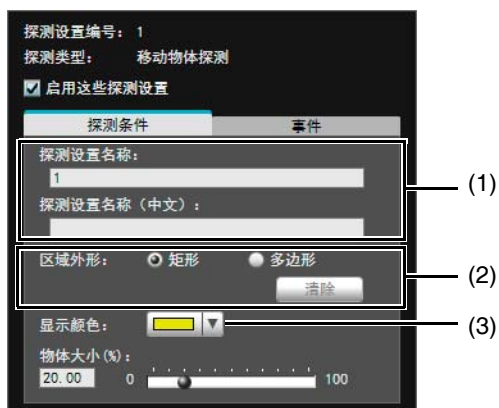 探测设置编号： 1
探测类型： 移动物体探测
启用这些探测设置
探测条件 事件
探测设置名称：
1
(1)
探测设置名称（中文）：
区域外形： 矩形 多边形
清除
(2)
显示颜色：
(3)
物体大小(%)：
20.00 0 100